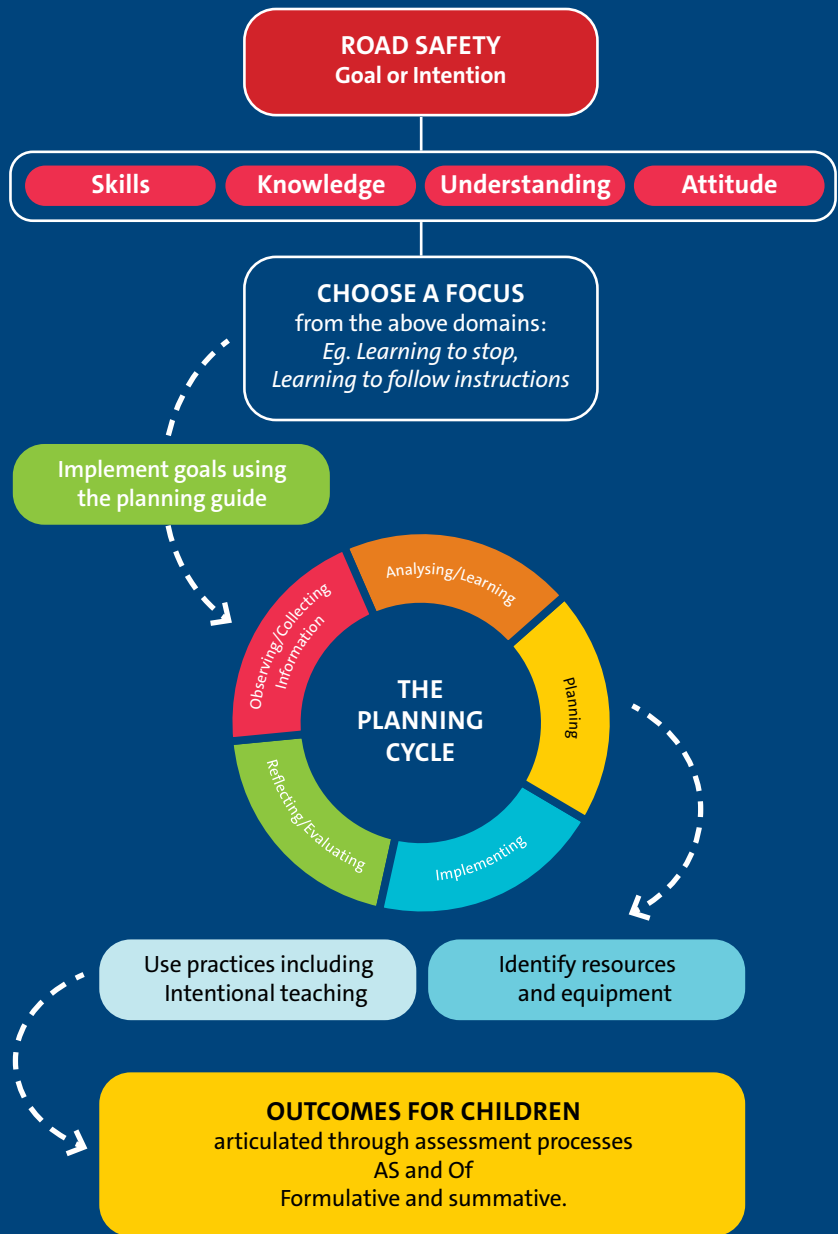 ROAD SAFETY
Goal or Intention
Skills
Knowledge
Understanding
Attitude
CHOOSE A FOCUS
from the above domains:
Eg. Learning to stop,
Learning to follow instructions
Implement goals using
the planning guide
Observing/Collecting
Information
Analysing/Learning
Planning
Implementing
Reflecting/Evaluating
THE
PLANNING
CYCLE
Use practices including
Intentional teaching
Identify resources
and equipment
OUTCOMES FOR CHILDREN
articulated through assessment processes
AS and Of
Formulative and summative.